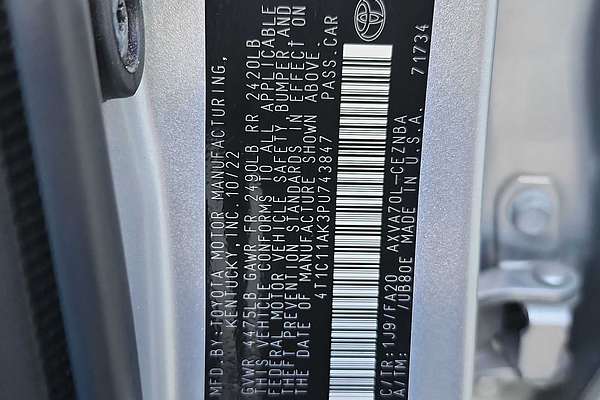 MFD.BY:TOYOTA MOTOR MANUFACTURING,
KENTUCKY, INC. 10/22
GVWR 4475LB GAWR FR 2490LB RR 2420LB
THIS VEHICLE CONFORMS TO ALL APPLICABLE
FEDERAL MOTOR VEHICLE SAFETY, BUMPER AND
THEFT PREVENTION STANDARDS IN EFFECT ON
THE DATE OF MANUFACTURE SHOWN ABOVE.
4T1C11AK3PU743847 PASS.CAR
C/TR:1J9 /FA20 AXVA70L-CEZNBA
A/TM: /UB80E MADE IN U.S.A. 71734